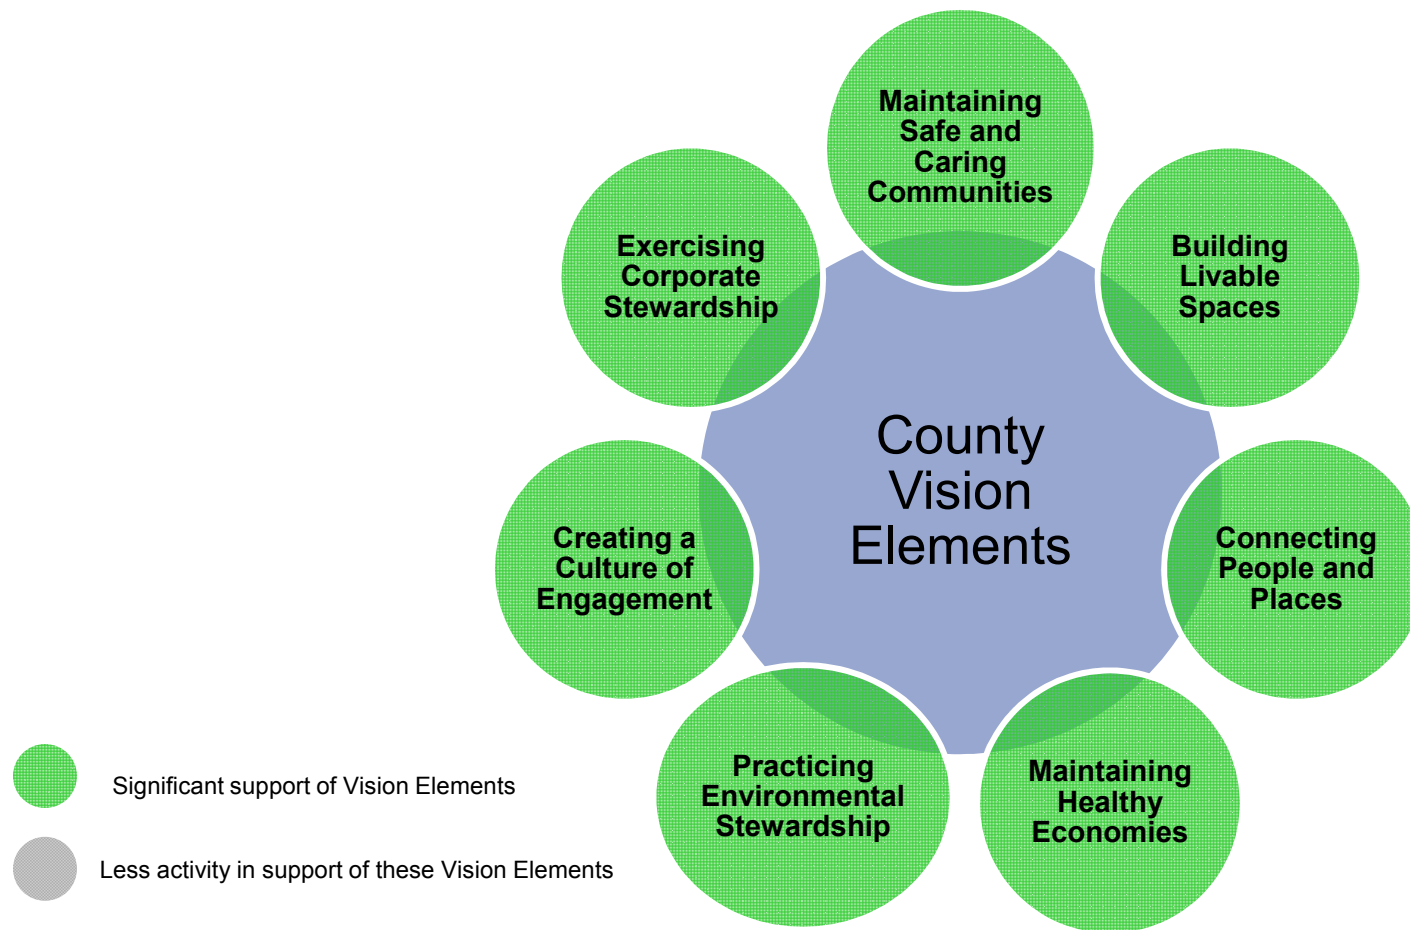 Maintaining
Safe and
Caring
Communities
Building
Livable
Spaces
Connecting
People and
Places
Maintaining
Healthy
Economies
Practicing
Environmental
Stewardship
Creating a
Culture of
Engagement
Exercising
Corporate
Stewardship
County
Vision
Elements
Significant support of Vision Elements
Less activity in support of these Vision Elements